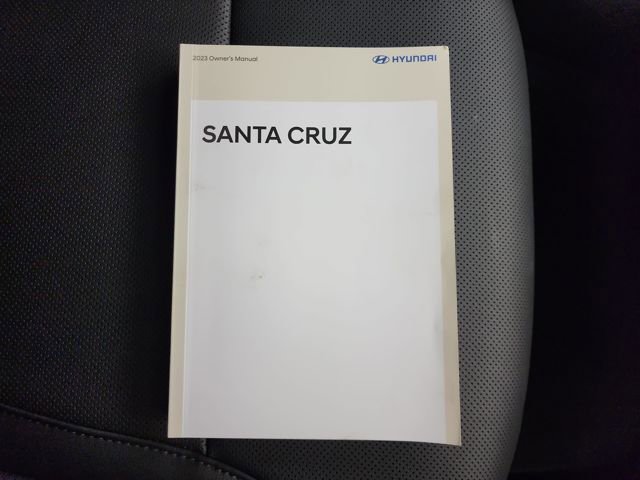 2023 Owner's Manual HYUNDAI
SANTA CRUZ